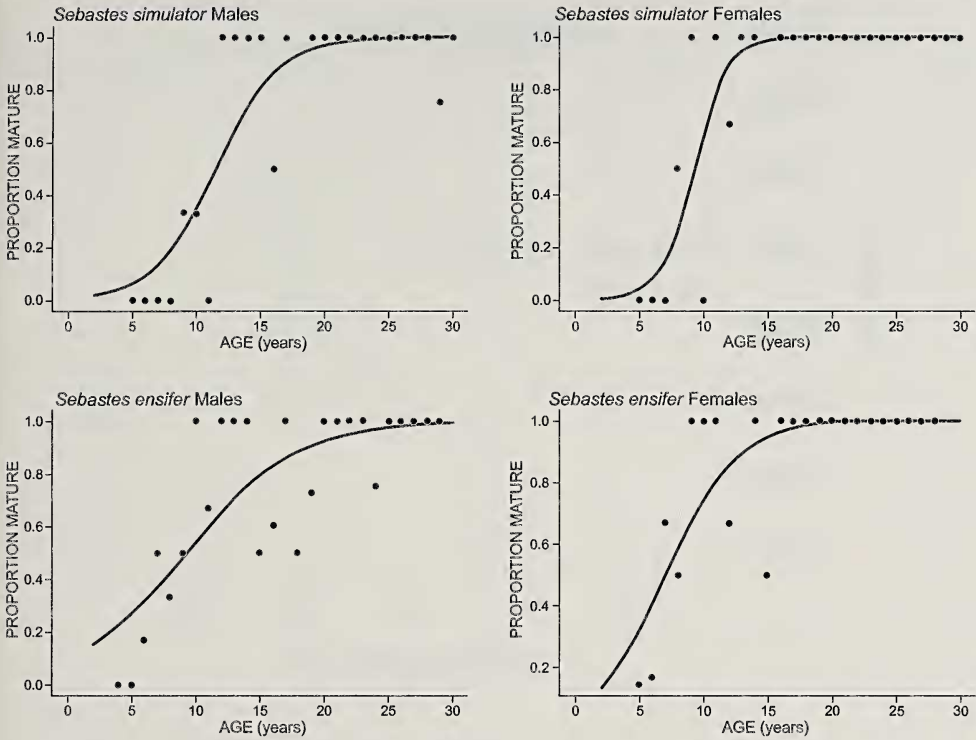 Sebastes simulator Males
PROPORTION MATURE
1.0
0.8
0.6
0.4
0.2
0.0
0 5 10 15 20 25 30
AGE (years)
Sebastes simulator Females
PROPORTION MATURE
1.0
0.8
0.6
0.4
0.2
0.0
0 5 10 15 20 25 30
AGE (years)
Sebastes ensifer Males
PROPORTION MATURE
1.0
0.8
0.6
0.4
0.2
0.0
0 5 10 15 20 25 30
AGE (years)
Sebastes ensifer Females
PROPORTION MATURE
1.0
0.8
0.6
0.4
0.2
0 5 10 15 20 25 30
AGE (years)